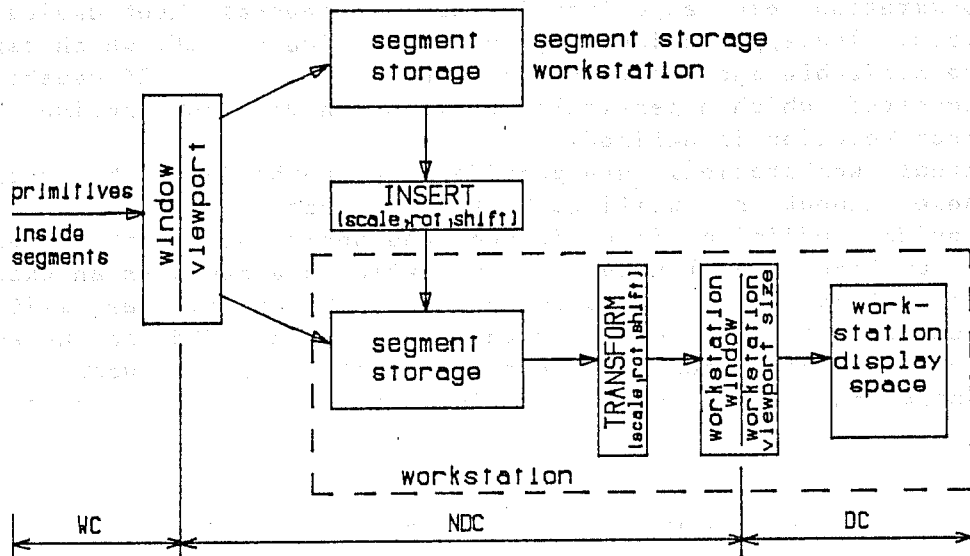 segment
storage
segment storage
workstation
primitives
inside
segments
window
viewport
INSERT
(scale,rot,shift)
segment
storage
TRANSFORM
(scale,rot,shift)
workstation
window
workstation
viewport size
work-
station
display
space
workstation
WC
NDC
DC